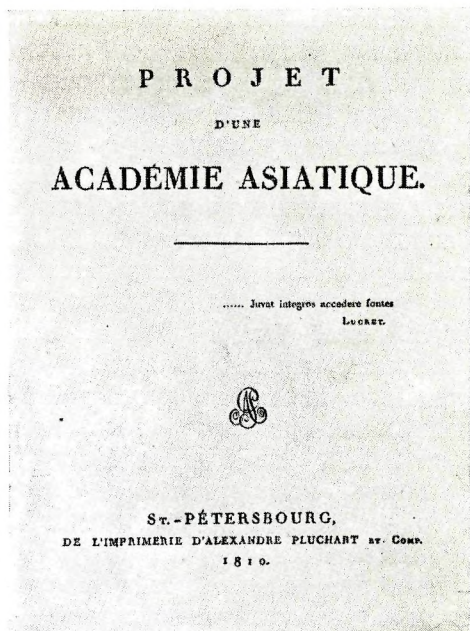 PROJET
D'UNE
ACADÉMIE ASIATIQUE.
...... Juvat integros accedere fontes
LUCRET.
ST.-PÉTERSBOURG,
DE L'IMPRIMERIE D'ALEXANDRE PLUCHART ET COMP.
1810.